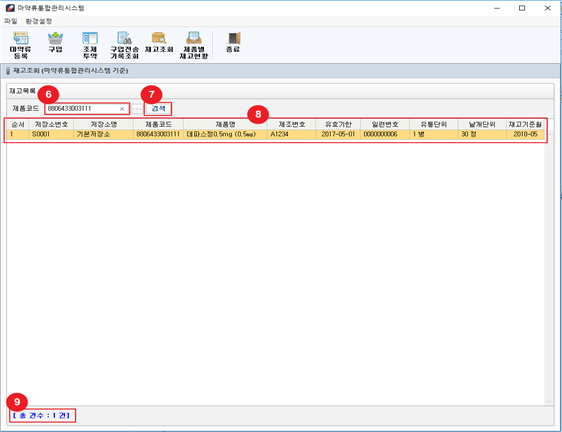 마약류통합관리시스템
파일 환경설정
마약류 등록 구입 조제 투약 구입전송 기록조회 재고조회 제품별 재고현황 종료
재고조회 (마약류통합관리시스템 기준)
재고목록 6 7
제품코드 8806433003111 × ... 검색
8
순서 저장소번호 저장소명 제품코드 제품명 제조번호 유효기한 일련번호 유통단위 낱개단위 재고기준월
1 S0001 기본저장소 8806433003111 데파스정0.5mg (0.5㎎) A1234 2017-05-01 0000000006 1 병 30 정 2018-05
9
[ 총 건수 : 1 건]